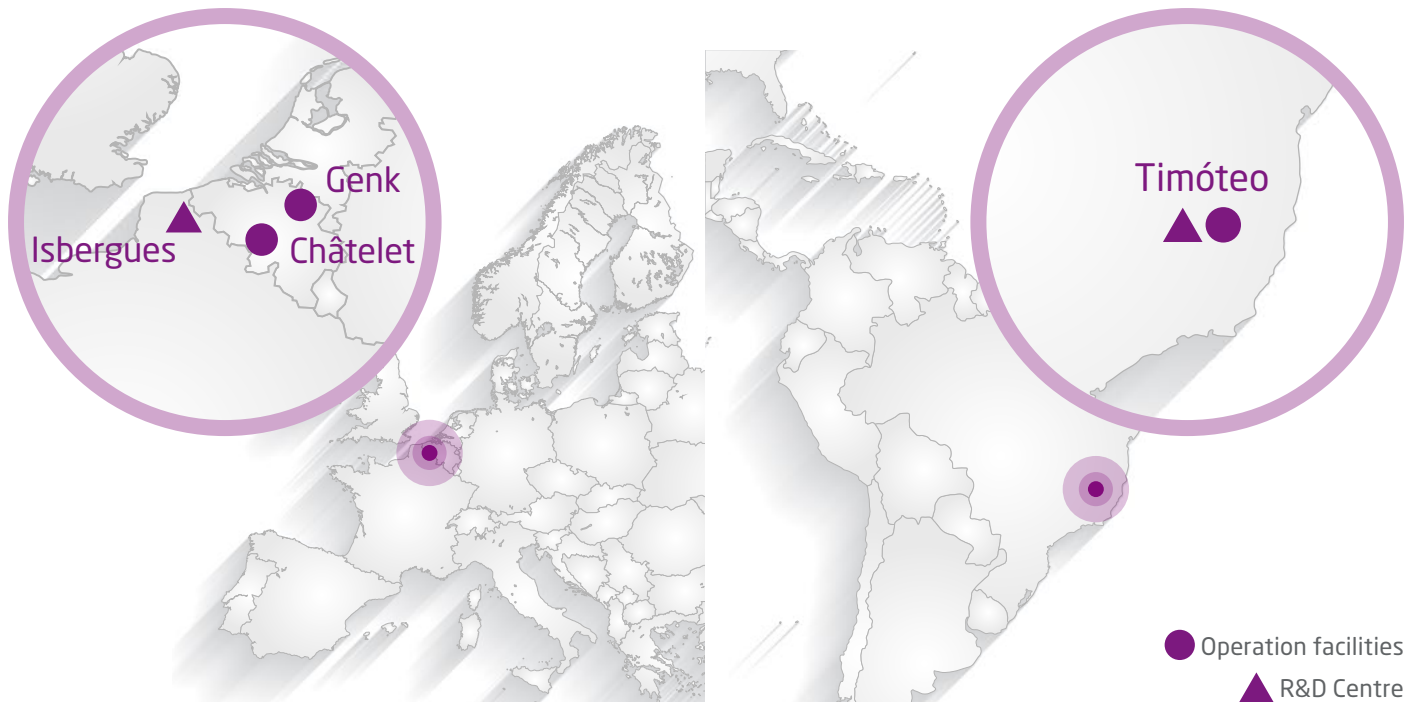 Genk
Isbergues
Châtelet
Timóteo
Operation facilities
R&D Centre